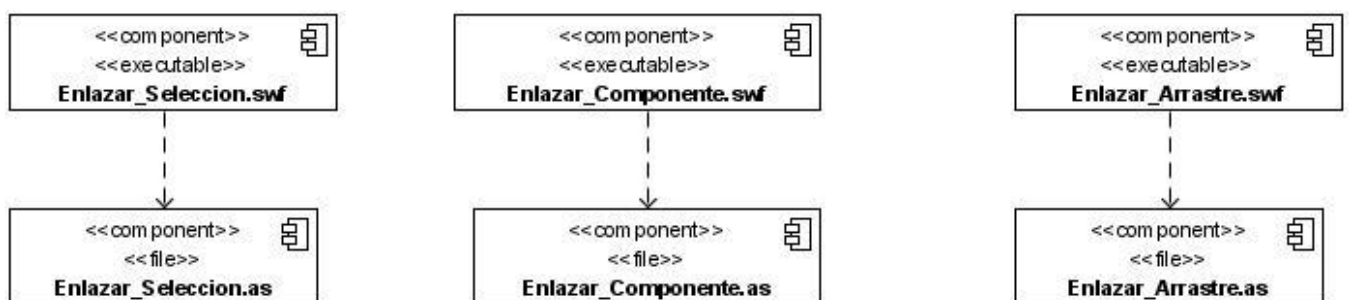 <<component>>
<<executable>>
Enlazar_Seleccion.swf
<<component>>
<<executable>>
Enlazar_Componente.swf
<<component>>
<<executable>>
Enlazar_Arrastre.swf
<<component>>
<<file>>
Enlazar_Seleccion.as
<<component>>
<<file>>
Enlazar_Componente.as
<<component>>
<<file>>
Enlazar_Arrastre.as